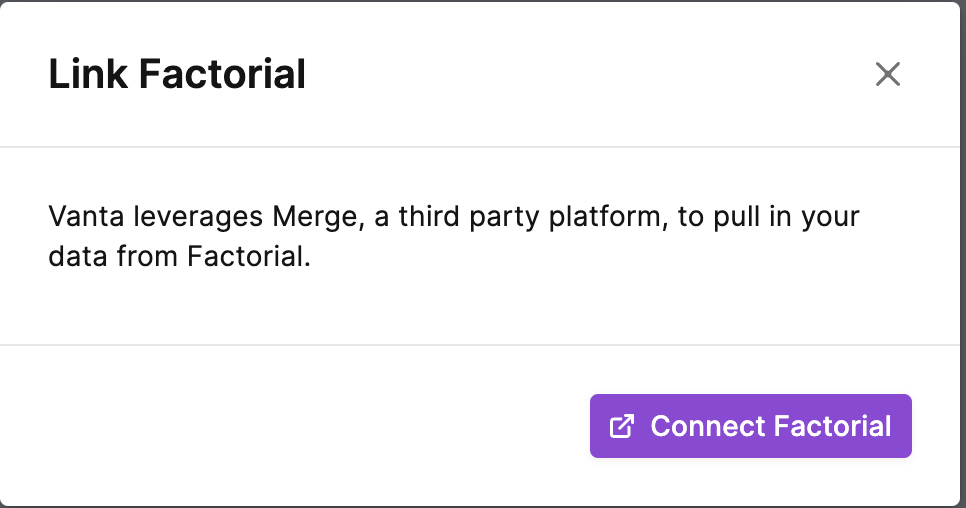 Link Factorial
Vanta leverages Merge, a third party platform, to pull in your
data from Factorial.
Connect Factorial